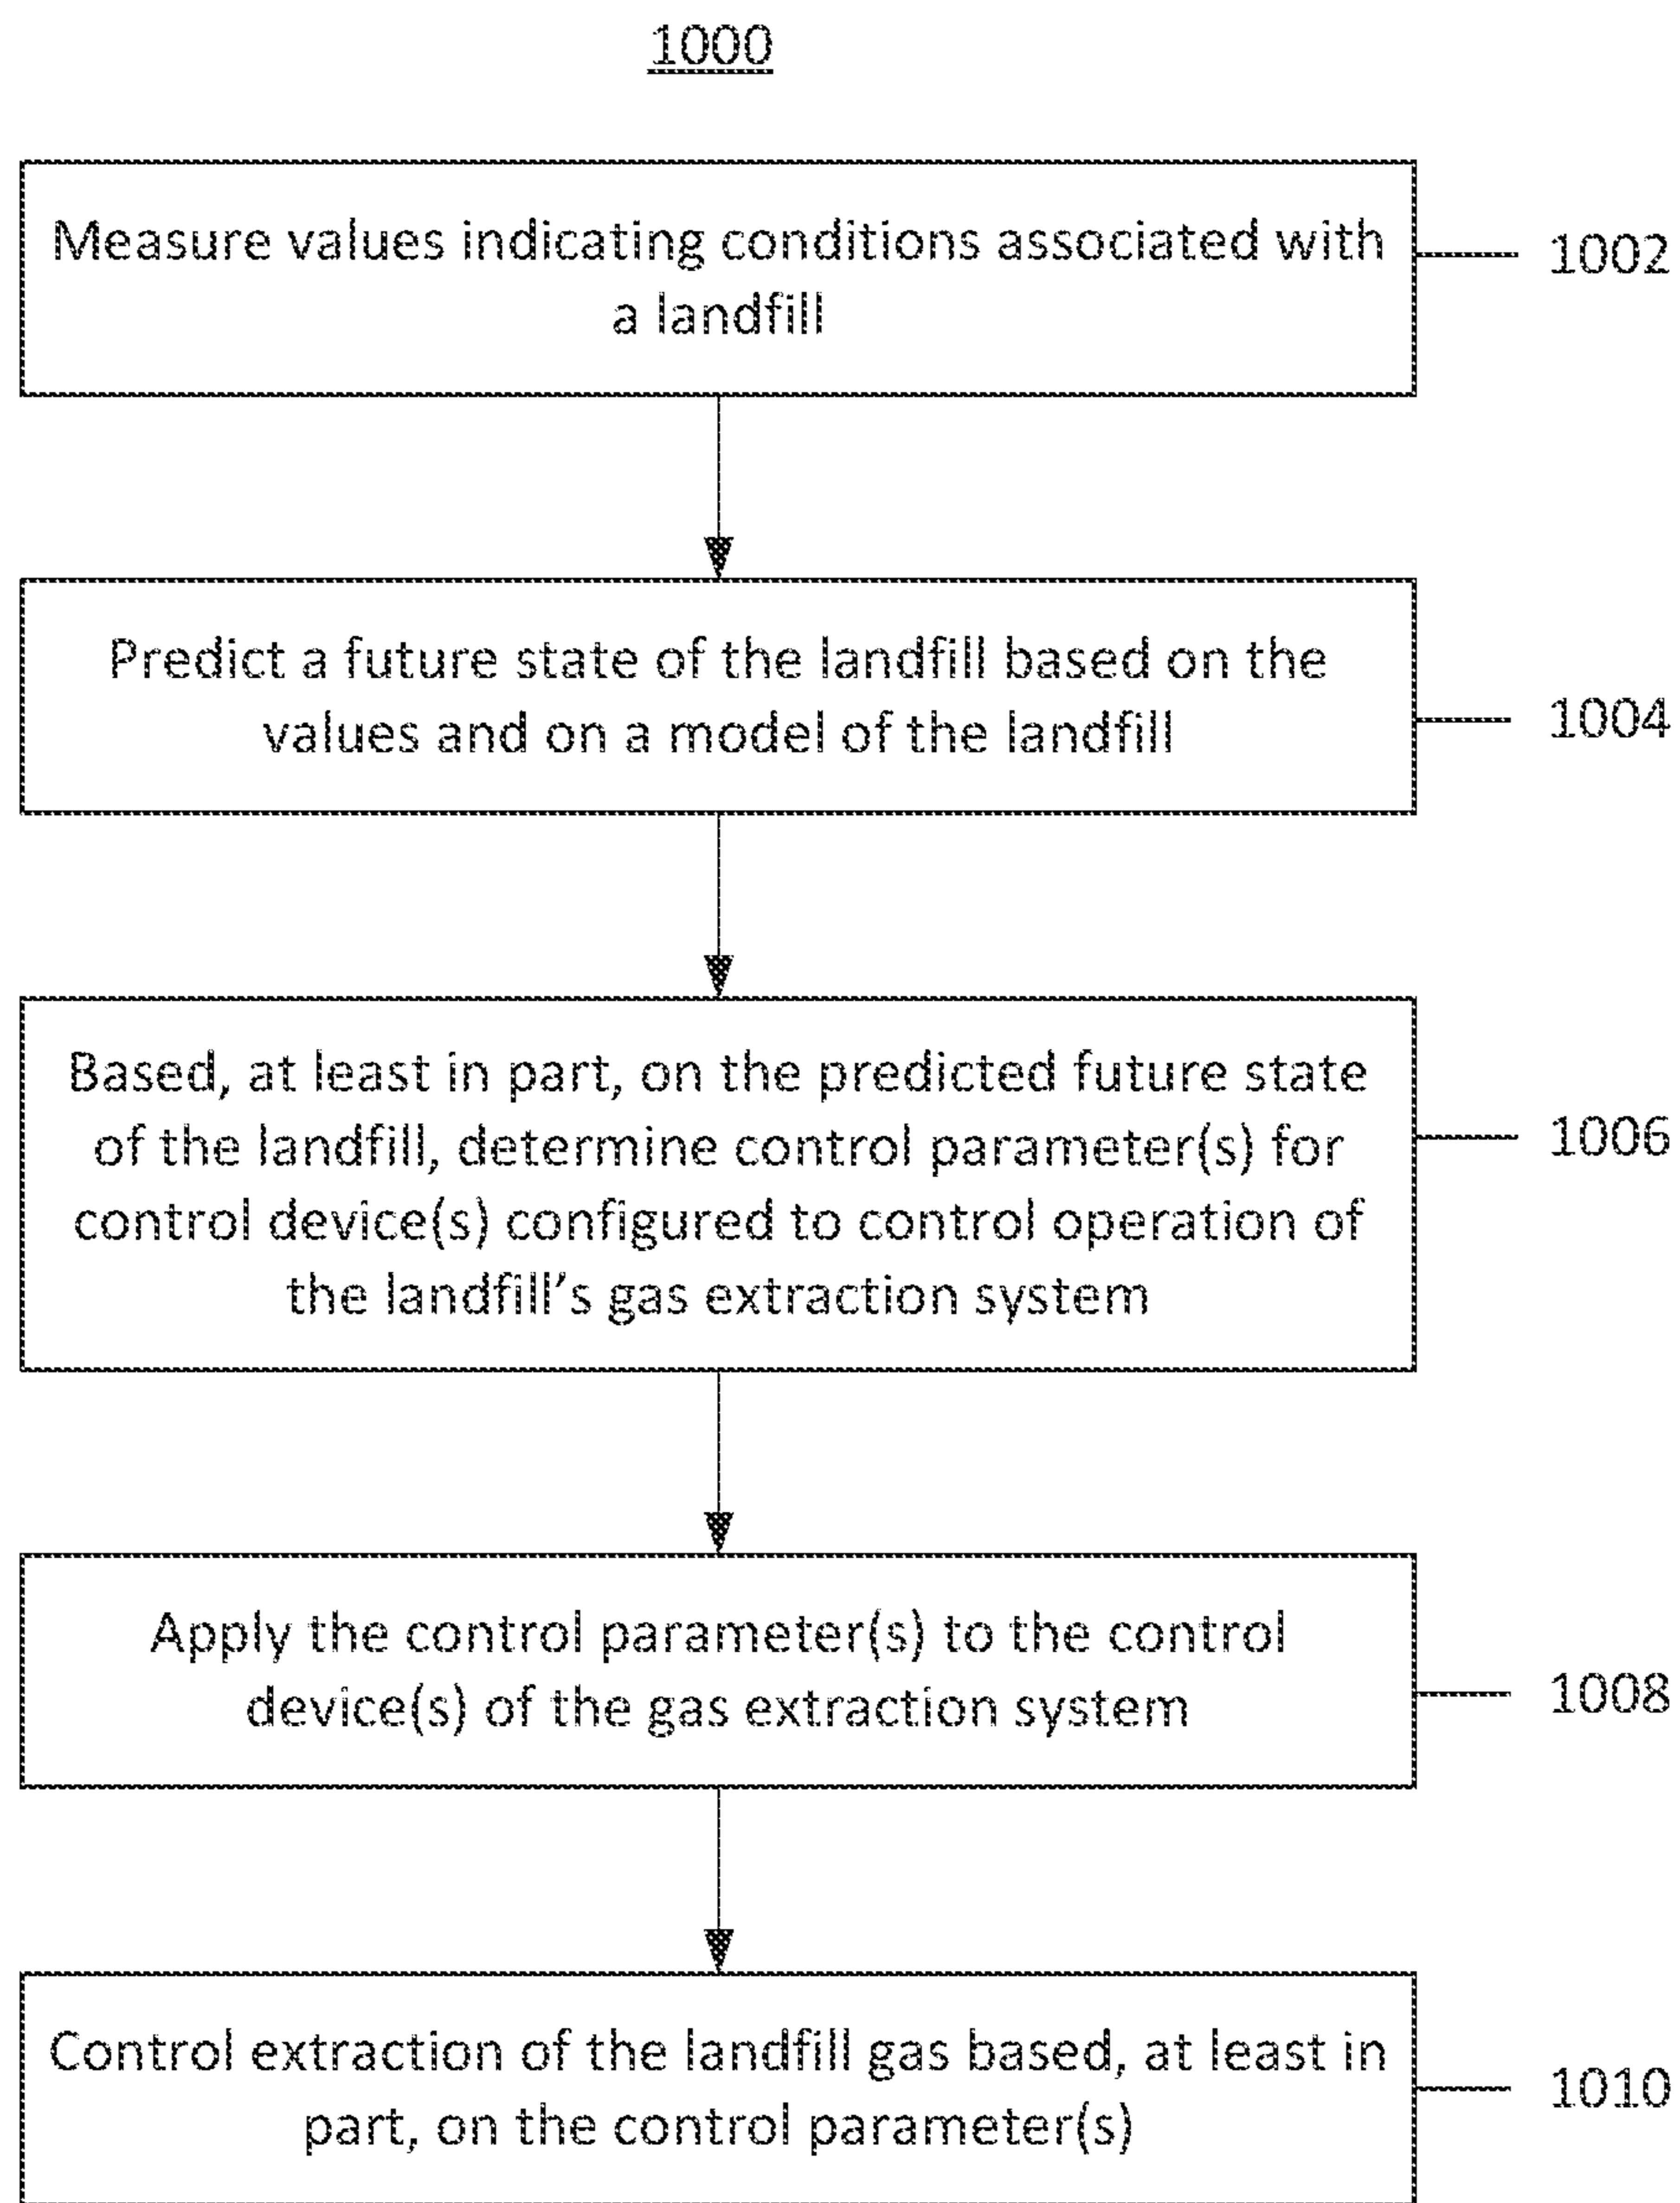 1000
Measure values indicating conditions associated with
a landfill
1002
Predict a future state of the landfill based on the
values and on a model of the landfill
1004
Based, at least in part, on the predicted future state
of the landfill, determine control parameter(s) for
control device(s) configured to control operation of
the landfill's gas extraction system
1006
Apply the control parameter(s) to the control
device(s) of the gas extraction system
1008
Control extraction of the landfill gas based, at least in
part, on the control parameter(s)
1010